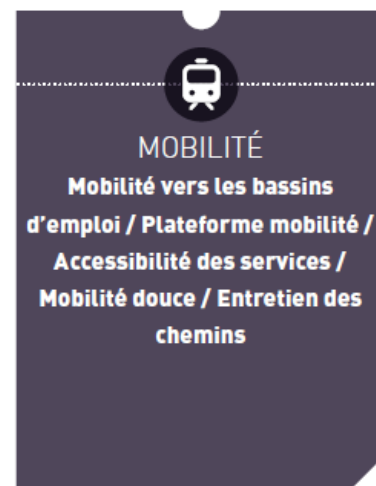 MOBILITÉ
Mobilité vers les bassins
d'emploi / Plateforme mobilité /
Accessibilité des services /
Mobilité douce / Entretien des
chemins